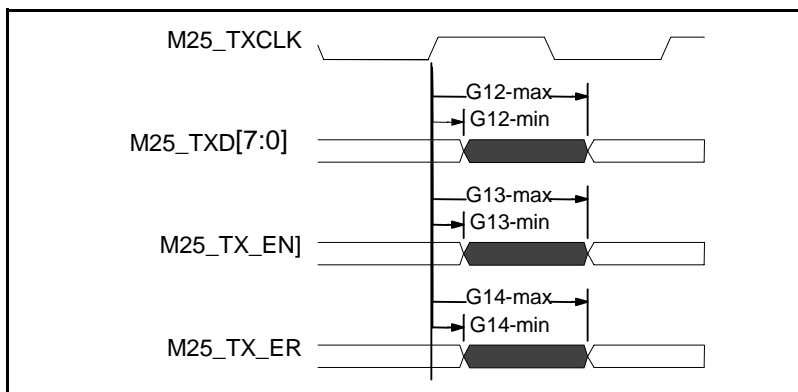 M25_TXCLK
G12-max
G12-min
M25_TXD[7:0]
G13-max
G13-min
M25_TX_EN]
G14-max
G14-min
M25_TX_ER